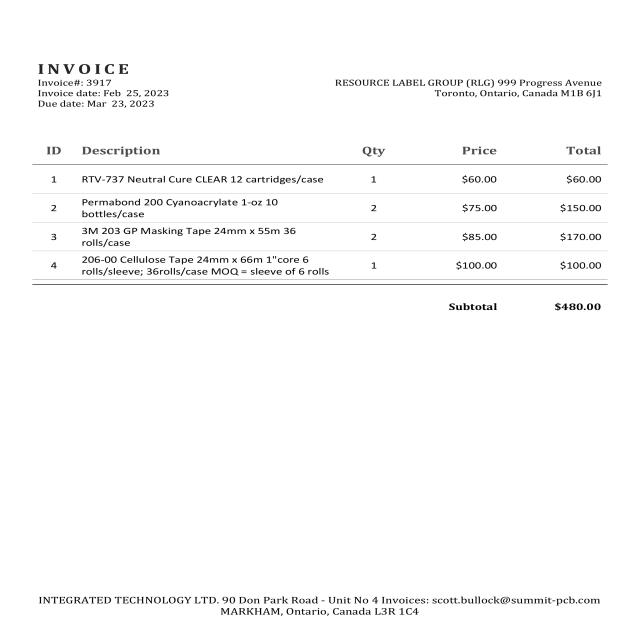 INVOICE
Invoice#: 3917
Invoice date: Feb 25, 2023
Due date: Mar 23, 2023
RESOURCE LABEL GROUP (RLG) 999 Progress Avenue
Toronto, Ontario, Canada M1B 6J1
ID Description Qty Price Total
1 RTV-737 Neutral Cure CLEAR 12 cartridges/case 1 $60.00 $60.00
2 Permabond 200 Cyanoacrylate 1-oz 10 bottles/case 2 $75.00 $150.00
3 3M 203 GP Masking Tape 24mm x 55m 36 rolls/case 2 $85.00 $170.00
4 206-00 Cellulose Tape 24mm x 66m 1"core 6 rolls/sleeve; 36rolls/case MOQ = sleeve of 6 rolls 1 $100.00 $100.00
Subtotal $480.00
INTEGRATED TECHNOLOGY LTD. 90 Don Park Road - Unit No 4 Invoices: scott.bullock@summit-pcb.com
MARKHAM, Ontario, Canada L3R 1C4